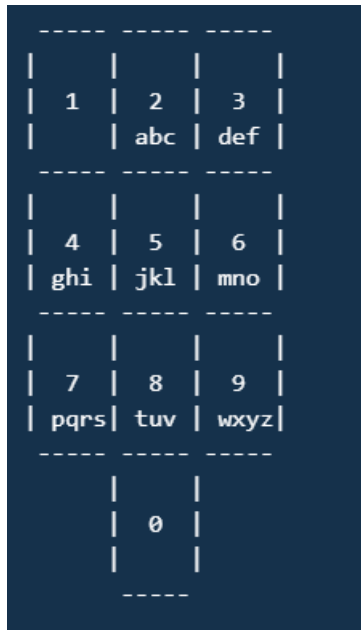 ----- ----- -----
|     |     |     |
|  1  |  2  |  3  |
|     | abc | def |
 ----- ----- -----
|     |     |     |
|  4  |  5  |  6  |
| ghi | jkl | mno |
 ----- ----- -----
|     |     |     |
|  7  |  8  |  9  |
| pqrs| tuv | wxyz|
 ----- ----- -----
      |     |
      |  0  |
      |     |
       -----